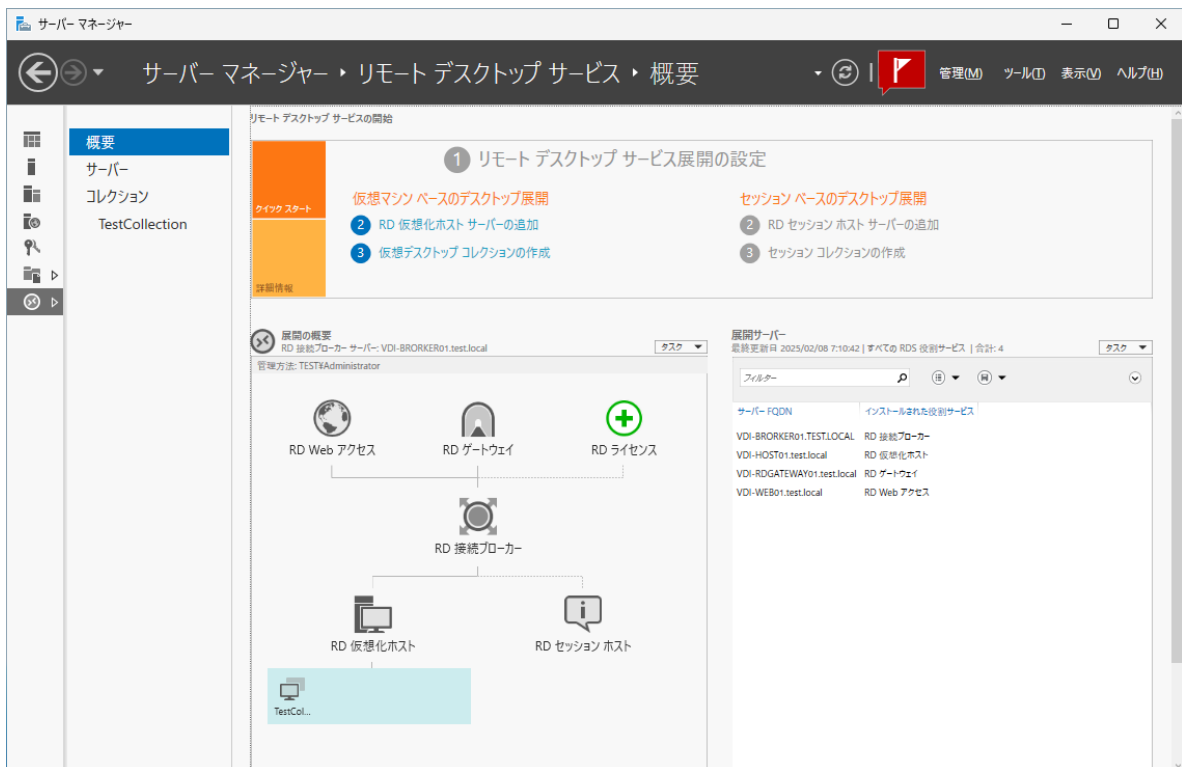 サーバー マネージャー
サーバー マネージャー ・ リモート デスクトップ サービス ・ 概要
管理(M) ツール(T) 表示(V) ヘルプ(H)
概要
サーバー
コレクション
TestCollection
リモート デスクトップ サービスの開始
1 リモート デスクトップ サービス展開の設定
クイック スタート
詳細情報
仮想マシン ベースのデスクトップ展開
2 RD 仮想化ホスト サーバーの追加
3 仮想デスクトップ コレクションの作成
セッション ベースのデスクトップ展開
2 RD セッション ホスト サーバーの追加
3 セッション コレクションの作成
展開の概要
RD 接続ブローカー サーバー: VDI-BRORKER01.test.local
タスク
管理方法: TEST¥Administrator
RD Web アクセス
RD ゲートウェイ
RD ライセンス
RD 接続ブローカー
RD 仮想化ホスト
RD セッション ホスト
TestCol...
展開サーバー
最終更新日 2025/02/08 7:10:42 | すべての RDS 役割サービス | 合計: 4
タスク
フィルター
サーバー FQDN インストールされた役割サービス
VDI-BRORKER01.TEST.LOCAL RD 接続ブローカー
VDI-HOST01.test.local RD 仮想化ホスト
VDI-RDGATEWAY01.test.local RD ゲートウェイ
VDI-WEB01.test.local RD Web アクセス